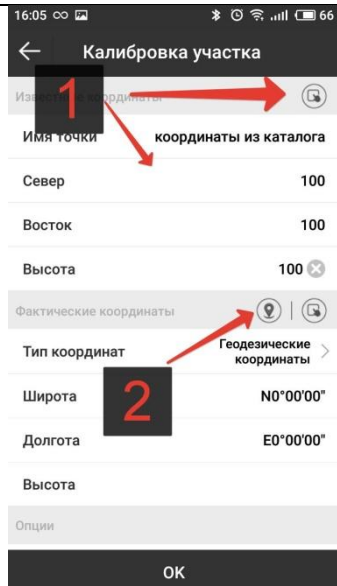 16:05 66
Калибровка участка
Известные координаты
1
Имя точки координаты из каталога
Север 100
Восток 100
Высота 100
Фактические координаты
Тип координат Геодезические
координаты
2
Широта N0°00'00"
Долгота E0°00'00"
Высота
Опции
OK